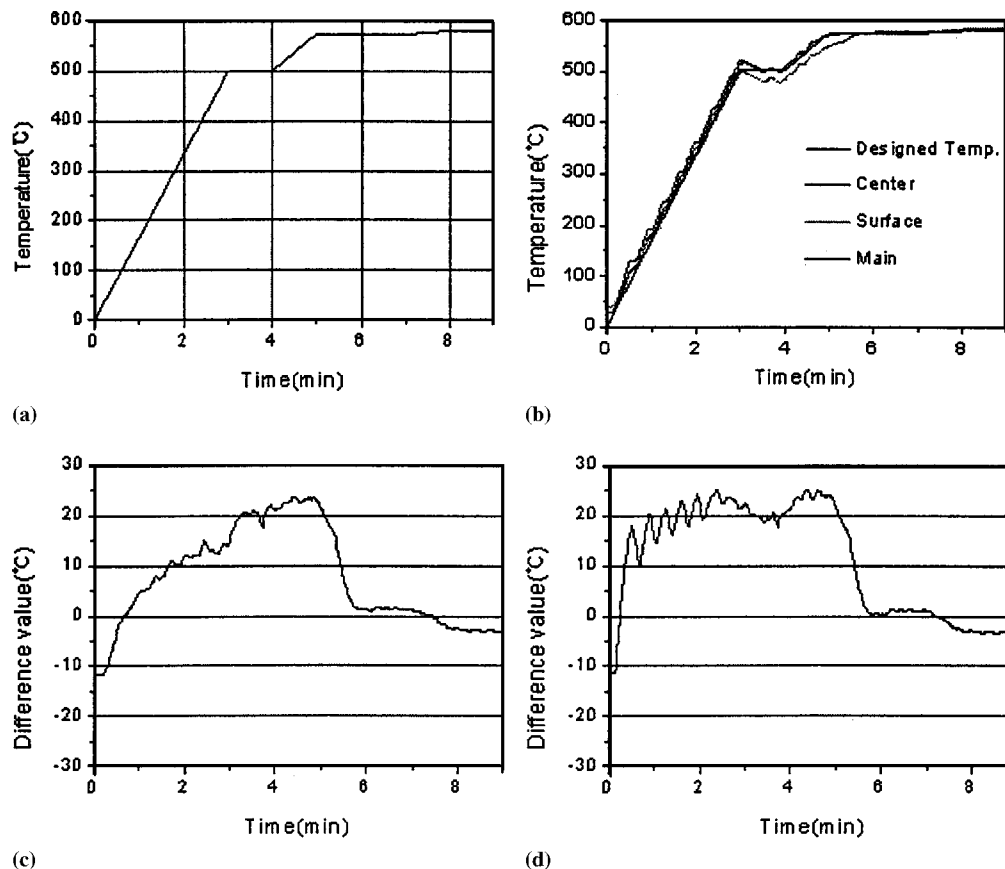 600
500
400
300
200
100
0
0 2 4 6 8
Temperature(℃)
Time(min)
(a)
600
500
400
300
200
100
0
0 2 4 6 8
Temperature(°C)
Time(min)
Designed Temp.
Center
Surface
Main
(b)
30
20
10
0
-10
-20
-30
0 2 4 6 8
Difference value(°C)
Time(min)
(c)
30
20
10
0
-10
-20
-30
0 2 4 6 8
Difference value(°C)
Time(min)
(d)